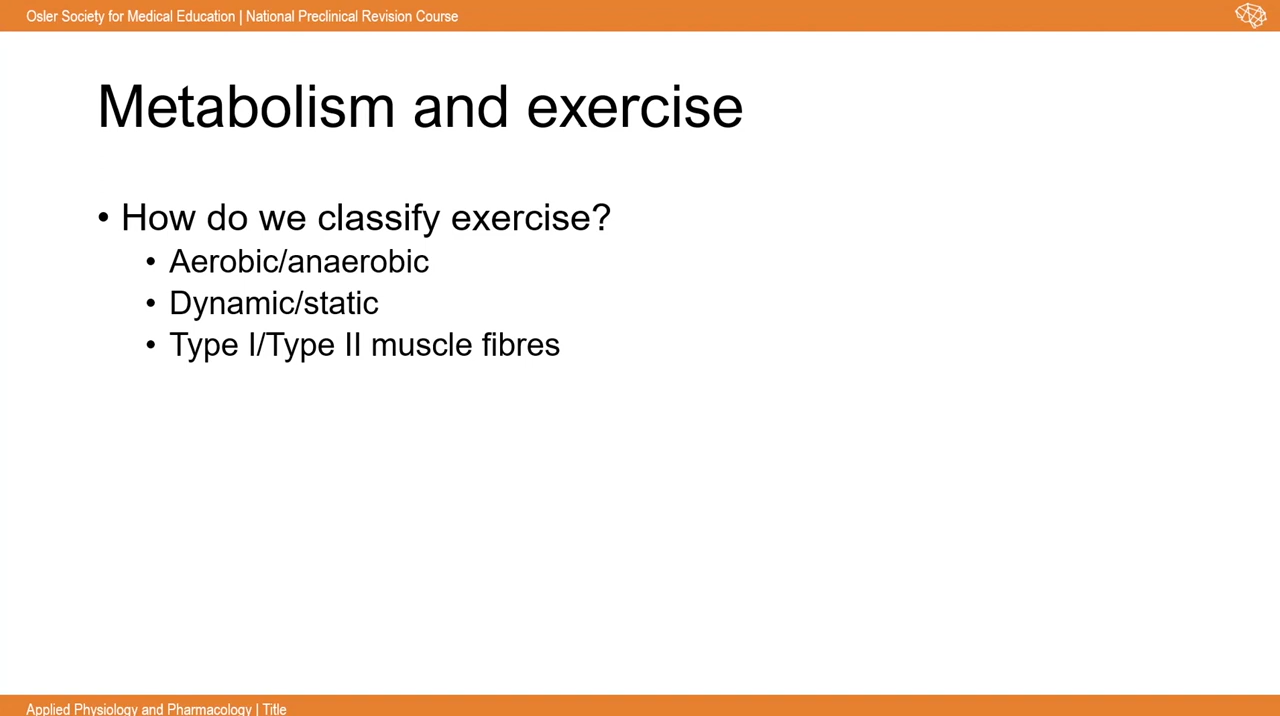 Osler Society for Medical Education | National Preclinical Revision Course
Metabolism and exercise
• How do we classify exercise?
• Aerobic/anaerobic
• Dynamic/static
• Type I/Type II muscle fibres
Applied Physiology and Pharmacology | Title